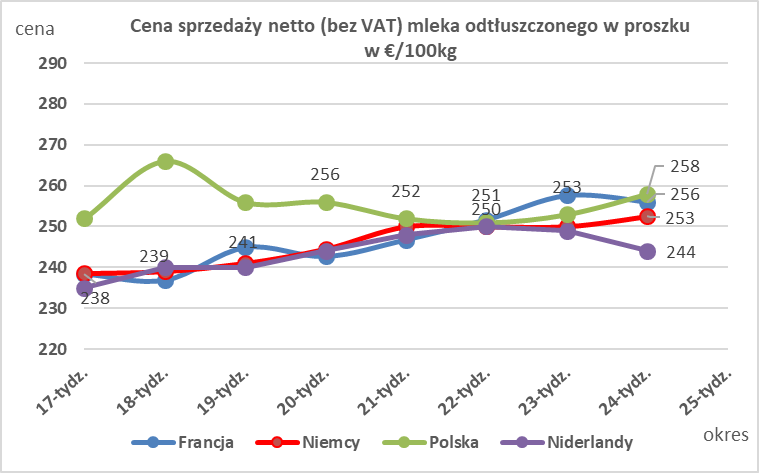 cena
Cena sprzedaży netto (bez VAT) mleka odtłuszczonego w proszku
w €/100kg
290
280
270
260
250
240
230
220
238
239
241
256
252
251
250
253
258
256
253
244
17-tydz.
18-tydz.
19-tydz.
20-tydz.
21-tydz.
22-tydz.
23-tydz.
24-tydz.
25-tydz.
okres
Francja Niemcy Polska Niderlandy